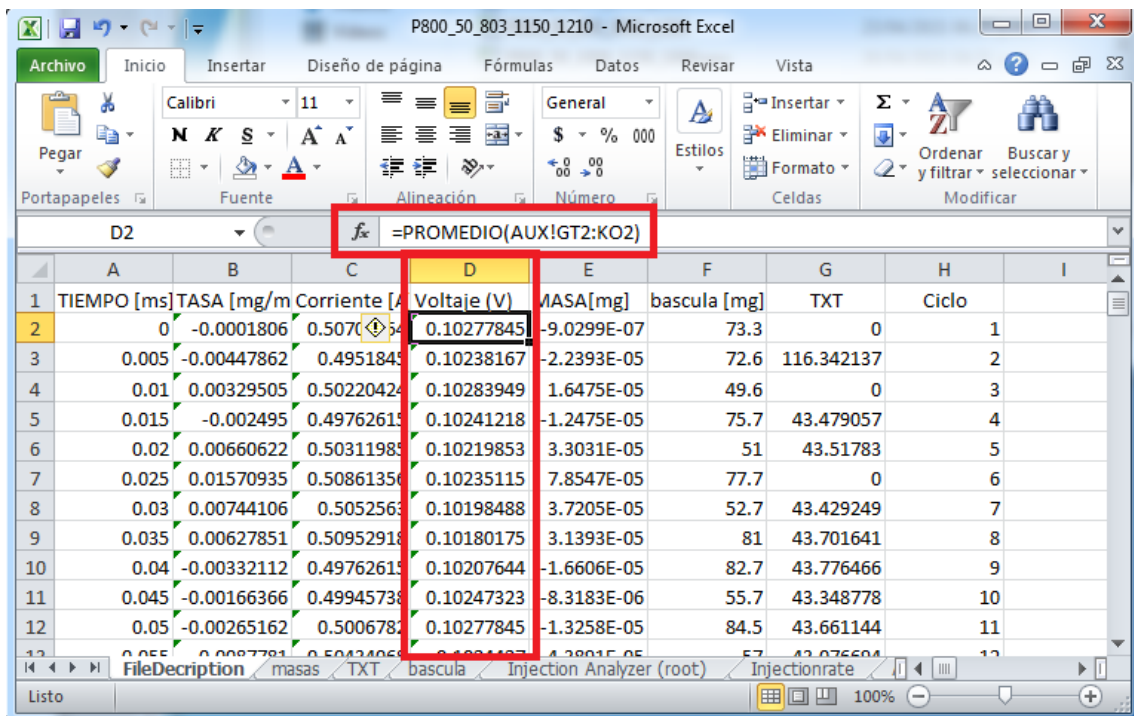 P800_50_803_1150_1210 - Microsoft Excel
Archivo Inicio Insertar Diseño de página Fórmulas Datos Revisar Vista
Calibri 11 General Insertar Σ
Pegar N K S A A $ % 000 Estilos Eliminar Ordenar y filtrar Buscar y seleccionar
A Formato
Portapapeles Fuente Alineación Número Celdas Modificar
D2 fx =PROMEDIO(AUX!GT2:KO2)
A B C D E F G H I
1 TIEMPO [ms] TASA [mg/m Corriente [A Voltaje (V) MASA[mg] bascula [mg] TXT Ciclo
2 0 -0.0001806 0.507 54 0.10277845 -9.0299E-07 73.3 0 1
3 0.005 -0.00447862 0.4951845 0.10238167 -2.2393E-05 72.6 116.342137 2
4 0.01 0.00329505 0.50220424 0.10283949 1.6475E-05 49.6 0 3
5 0.015 -0.002495 0.49762615 0.10241218 -1.2475E-05 75.7 43.479057 4
6 0.02 0.00660622 0.50311985 0.10219853 3.3031E-05 51 43.51783 5
7 0.025 0.01570935 0.50861356 0.10235115 7.8547E-05 77.7 0 6
8 0.03 0.00744106 0.5052563 0.10198488 3.7205E-05 52.7 43.429249 7
9 0.035 0.00627851 0.50952918 0.10180175 3.1393E-05 81 43.701641 8
10 0.04 -0.00332112 0.49762615 0.10207644 -1.6606E-05 82.7 43.776466 9
11 0.045 -0.00166366 0.49945738 0.10247323 -8.3183E-06 55.7 43.348778 10
12 0.05 -0.00265162 0.5006782 0.10277845 -1.3258E-05 84.5 43.661144 11
FileDecription masas TXT bascula Injection Analyzer (root) Injectionrate
Listo 100%